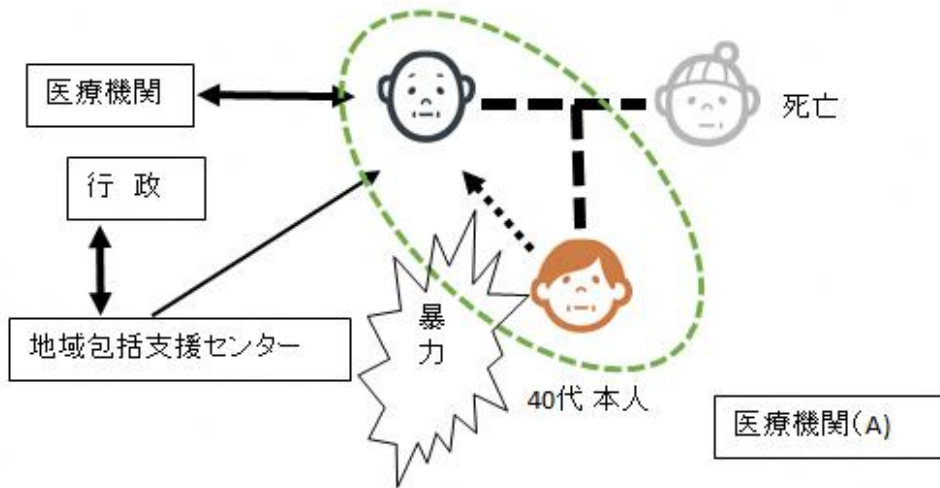 医療機関
死亡
行 政
地域包括支援センター
暴
力
40代 本人
医療機関(A)